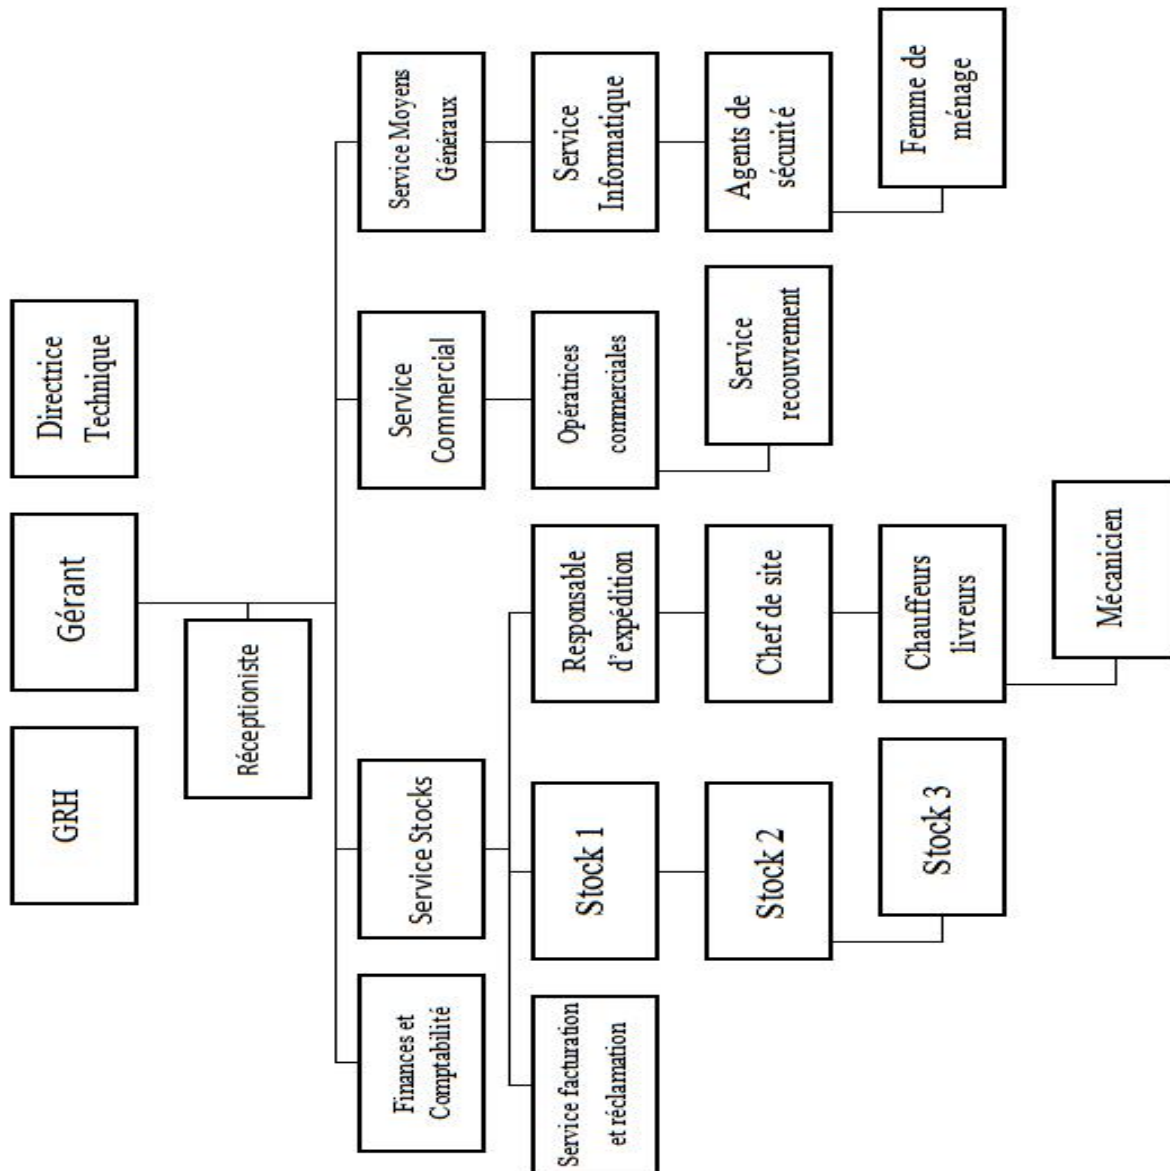 GRH
Gérant
Directrice
Technique
Réceptioniste
Finances et
Comptabilité
Service Stocks
Service
Commercial
Service Moyens
Généraux
Service facturation
et réclamation
Stock 1
Responsable
d'expédition
Opératrices
commerciales
Service
Informatique
Stock 2
Chef de site
Service
recouvrement
Agents de
sécurité
Stock 3
Chauffeurs
livreurs
Femme de
ménage
Mécanicien